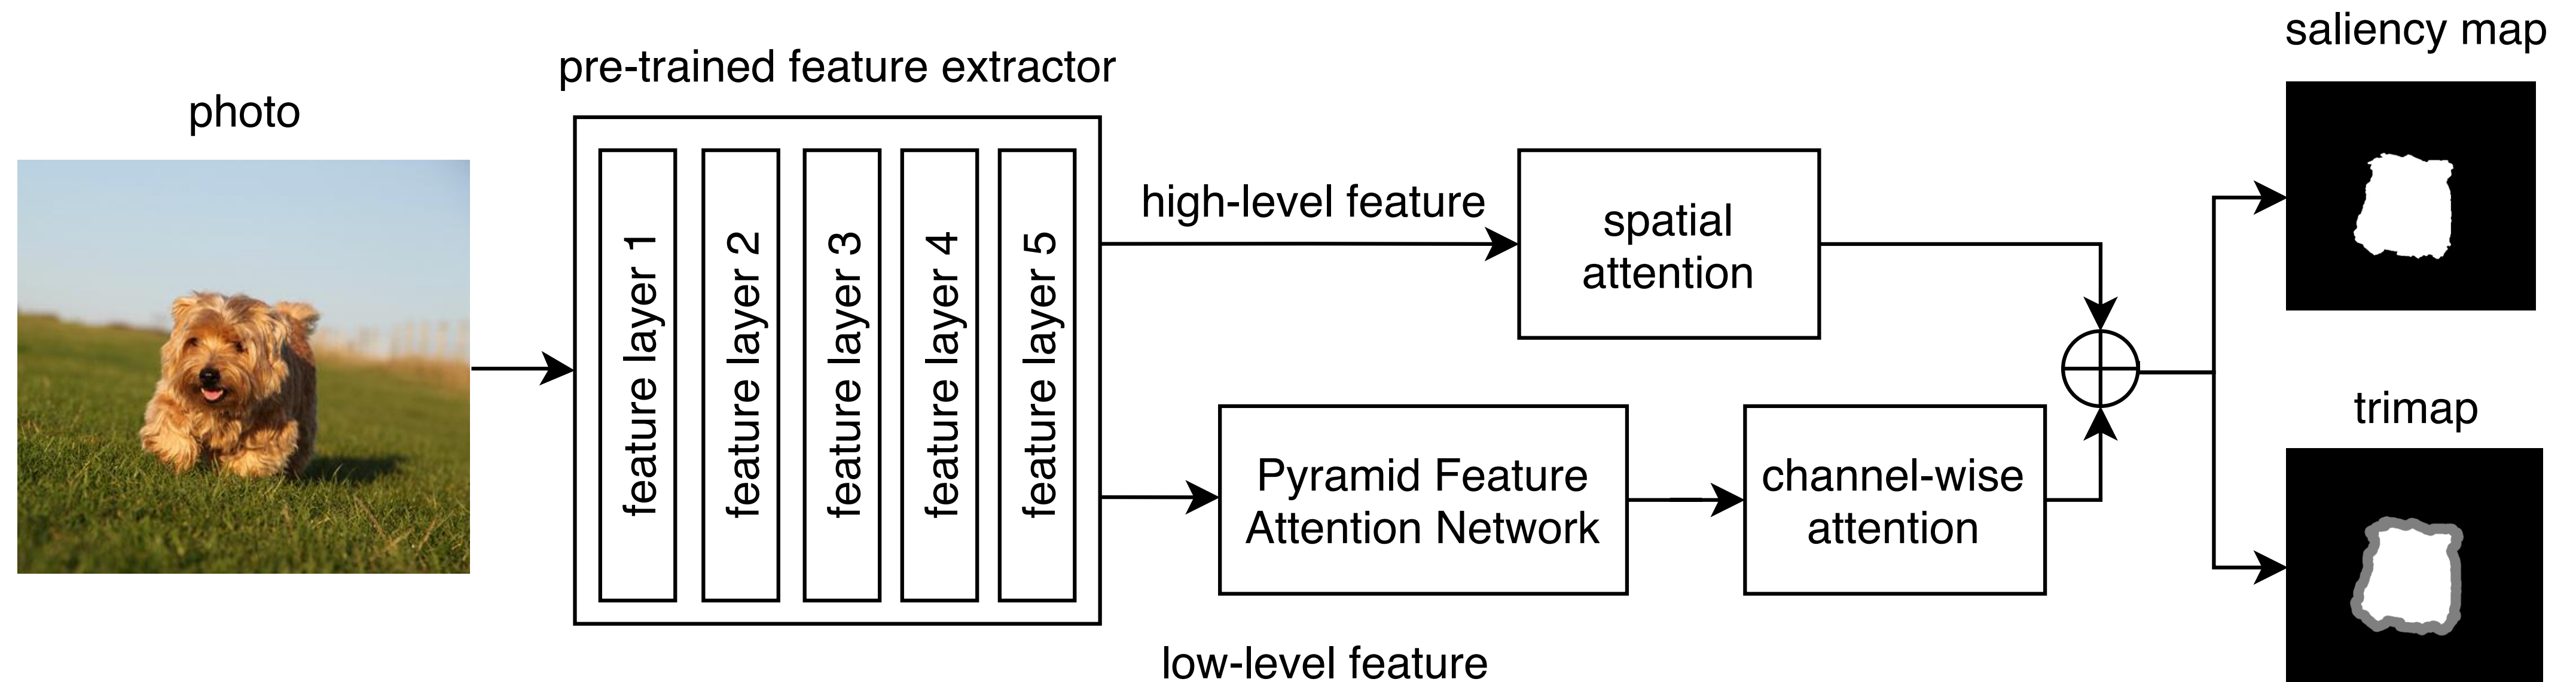 photo
pre-trained feature extractor
feature layer 1
feature layer 2
feature layer 3
feature layer 4
feature layer 5
high-level feature
spatial
attention
Pyramid Feature
Attention Network
channel-wise
attention
low-level feature
saliency map
trimap